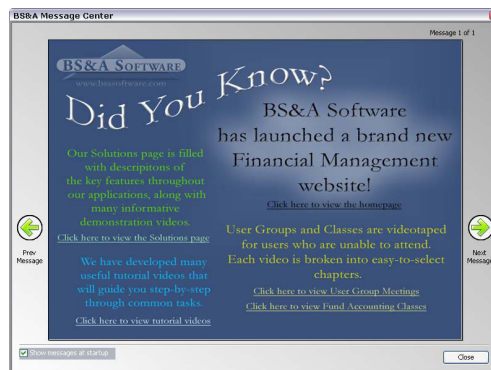 BS&A Message Center
Message 1 of 1
BS&A SOFTWARE
www.bsasoftware.com
Did You Know?
BS&A Software
has launched a brand new
Financial Management
website!
Click here to view the homepage
Our Solutions page is filled
with descripitons of
the key features throughout
our applications, along with
many informative
demonstration videos.
Click here to view the Solutions page
User Groups and Classes are videotaped
for users who are unable to attend.
Each video is broken into easy-to-select
chapters.
Click here to view User Group Meetings
Click here to view Fund Accounting Classes
We have developed many
useful tutorial videos that
will guide you step-by-step
through common tasks.
Click here to view tutorial videos
Prev
Message
Next
Message
Show messages at startup
Close